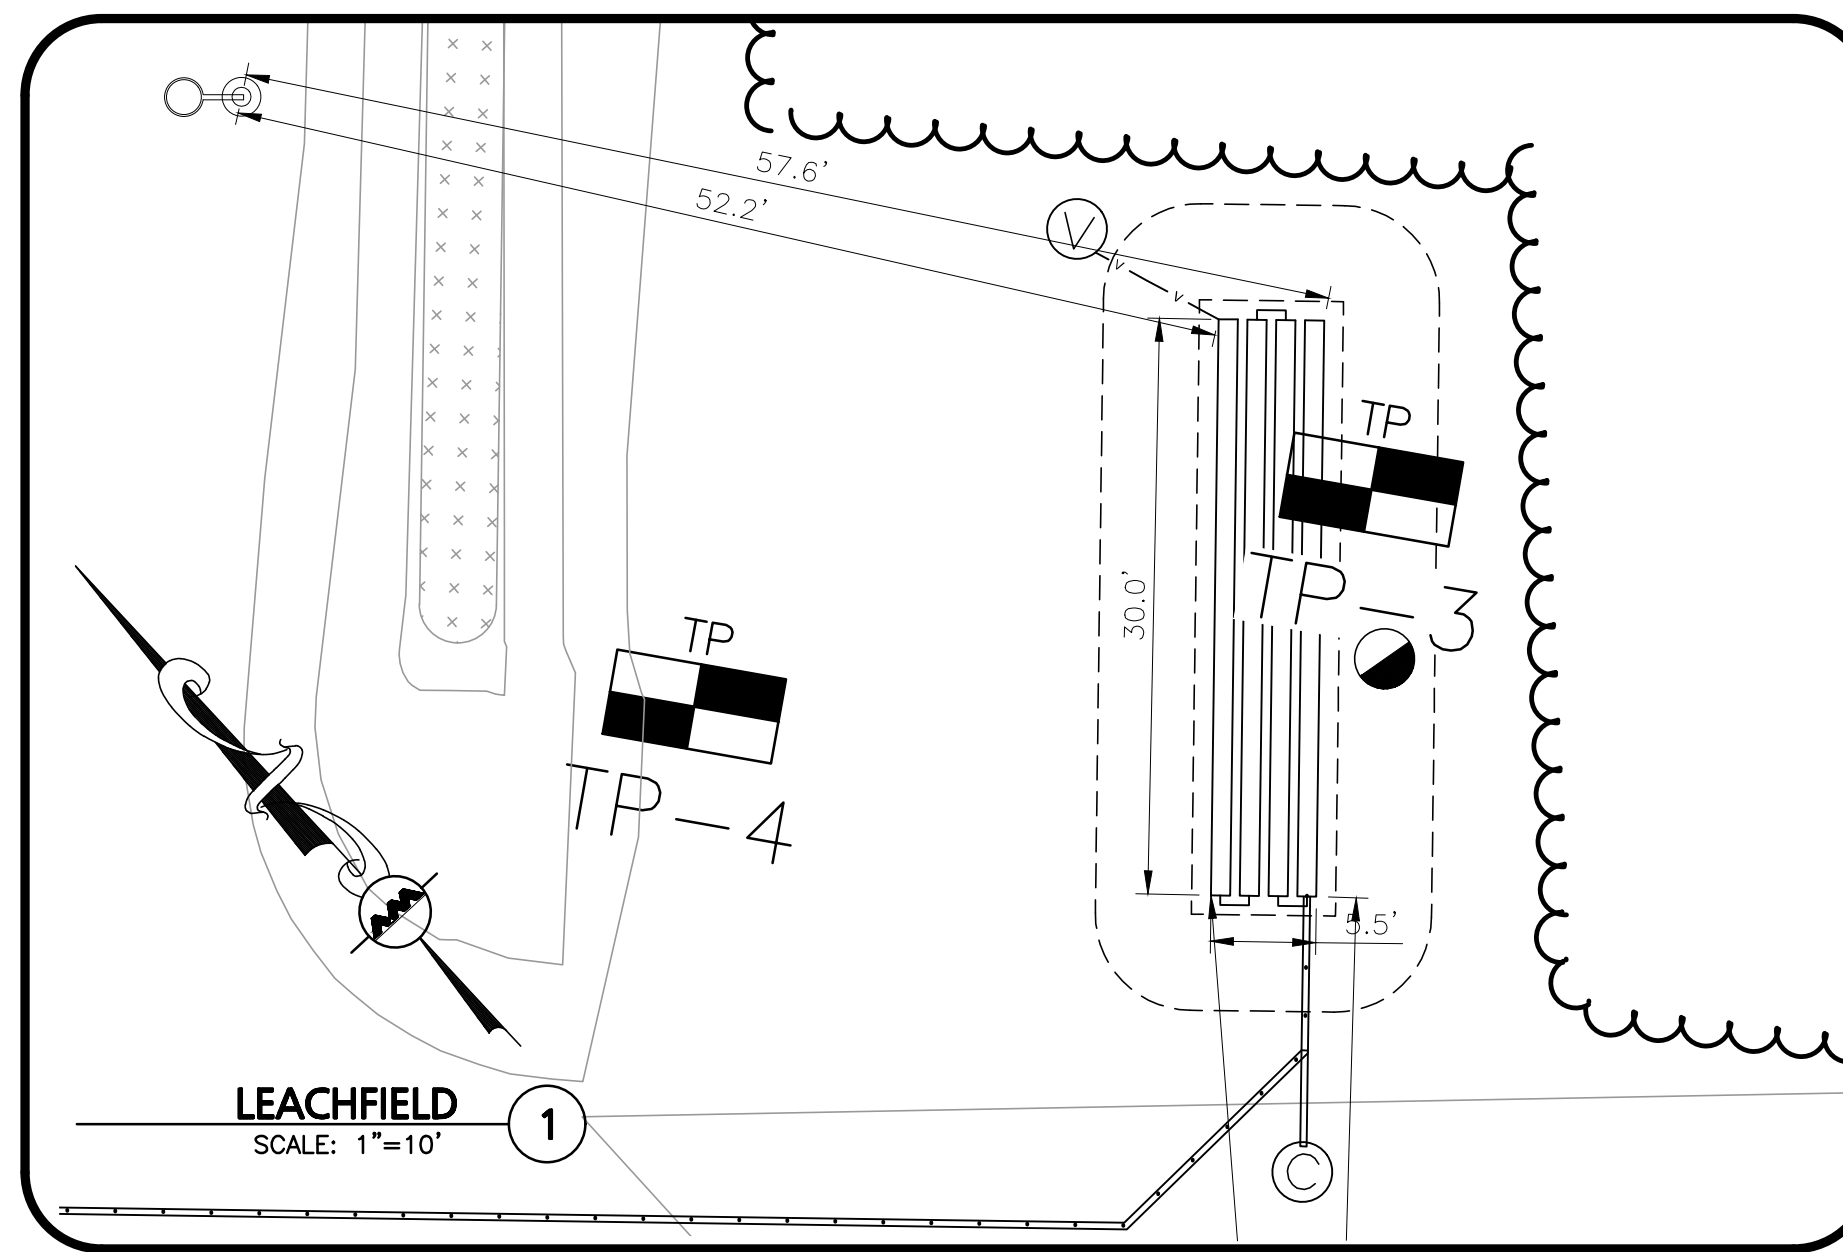 57.6'
52.2'
V
v
v
TP
30.0'
TP-3
TP
TP-4
5.5'
LEACHFIELD
1
SCALE: 1"=10'
C